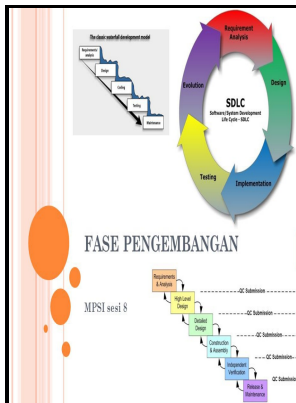 The classic waterfall development model
Requirements/
analysis
Design
Coding
Testing
Maintenance
Requirement
Analysis
Design
Implementation
Testing
Evolution
SDLC
Software/System Development
Life Cycle - SDLC
FASE PENGEMBANGAN
MPSI sesi 8
Requirements
& Analysis
QC Submission
High Level
Design
QC Submission
Detailed
Design
QC Submission
Construction
& Assembly
QC Submission
Independent
Verification
QC Submission
Release &
Maintenance